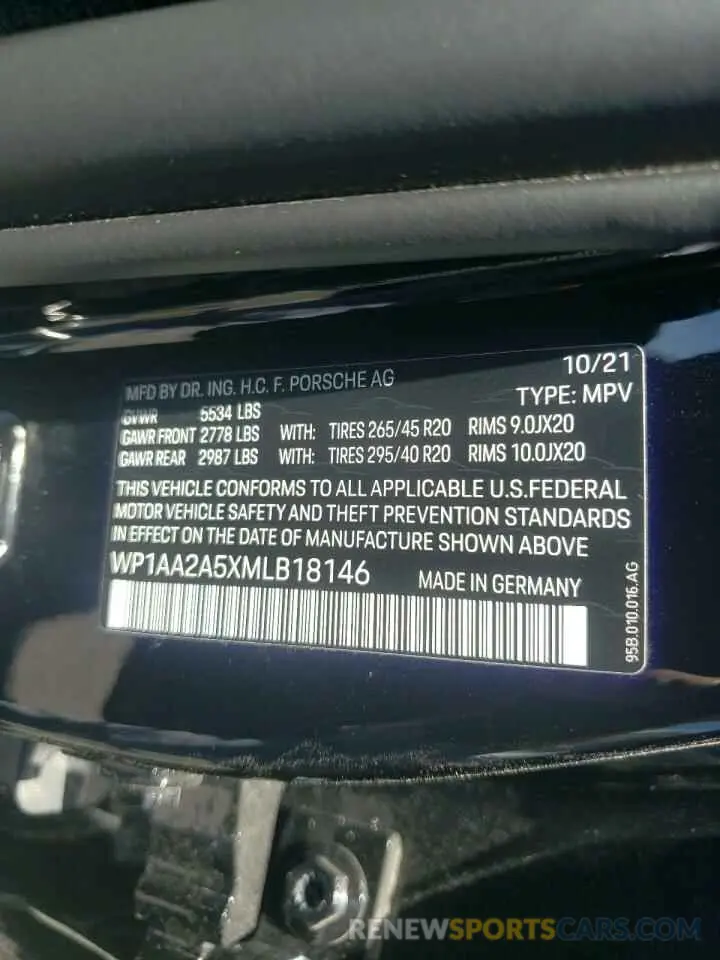 10/21
MFD BY DR. ING. H.C. F. PORSCHE AG
TYPE: MPV
GVWR 5534 LBS
GAWR FRONT 2778 LBS WITH: TIRES 265/45 R20 RIMS 9.0JX20
GAWR REAR 2987 LBS WITH: TIRES 295/40 R20 RIMS 10.0JX20
THIS VEHICLE CONFORMS TO ALL APPLICABLE U.S.FEDERAL
MOTOR VEHICLE SAFETY AND THEFT PREVENTION STANDARDS
IN EFFECT ON THE DATE OF MANUFACTURE SHOWN ABOVE
WP1AA2A5XMLB18146 MADE IN GERMANY
95B.010.016.AG
RENEWSPORTSCARS.COM